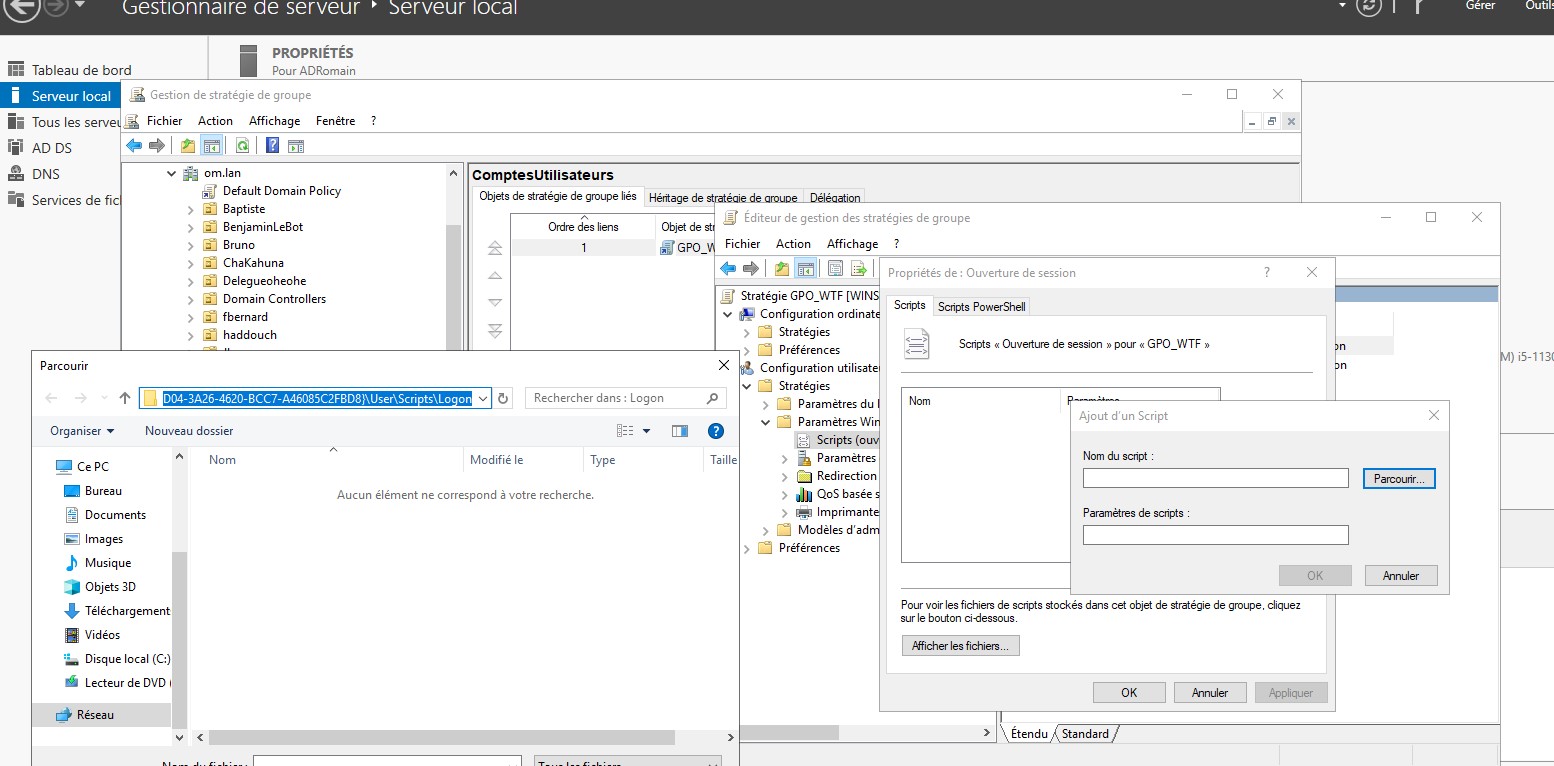 Gestionnaire de serveur ‣ Serveur local
Gérer
Outils
PROPRIÉTÉS
Pour ADRomain
Tableau de bord
Serveur local
Tous les serveu
AD DS
DNS
Services de fich
Gestion de stratégie de groupe
Fichier Action Affichage Fenêtre ?
om.lan
Default Domain Policy
Baptiste
BenjaminLeBot
Bruno
ChaKahuna
Delegueoheohe
Domain Controllers
fbernard
haddouch
ComptesUtilisateurs
Objets de stratégie de groupe liés Héritage de stratégie de groupe Délégation
Ordre des liens Objet de str
1 GPO_W
Éditeur de gestion des stratégies de groupe
Fichier Action Affichage ?
Stratégie GPO_WTF [WINS
Configuration ordinate
Stratégies
Préférences
Configuration utilisate
Stratégies
Paramètres du l
Paramètres Win
Scripts (ouv
Paramètres
Redirection
QoS basée s
Imprimante
Modèles d'adm
Préférences
on
on
M) i5-1130
Étendu Standard
Propriétés de : Ouverture de session
?
Scripts Scripts PowerShell
Scripts « Ouverture de session » pour « GPO_WTF »
Nom Paramètres
Pour voir les fichiers de scripts stockés dans cet objet de stratégie de groupe, cliquez
sur le bouton ci-dessous.
Afficher les fichiers...
OK Annuler Appliquer
Ajout d'un Script
Nom du script :
Parcourir...
Paramètres de scripts :
OK Annuler
Parcourir
D04-3A26-4620-BCC7-A46085C2FBD8}\User\Scripts\Logon
Rechercher dans : Logon
Organiser Nouveau dossier
?
Nom Modifié le Type Taille
Aucun élément ne correspond à votre recherche.
Ce PC
Bureau
Documents
Images
Musique
Objets 3D
Téléchargement
Vidéos
Disque local (C:)
Lecteur de DVD (
Réseau
Nom du fichier :
Tous les fichiers